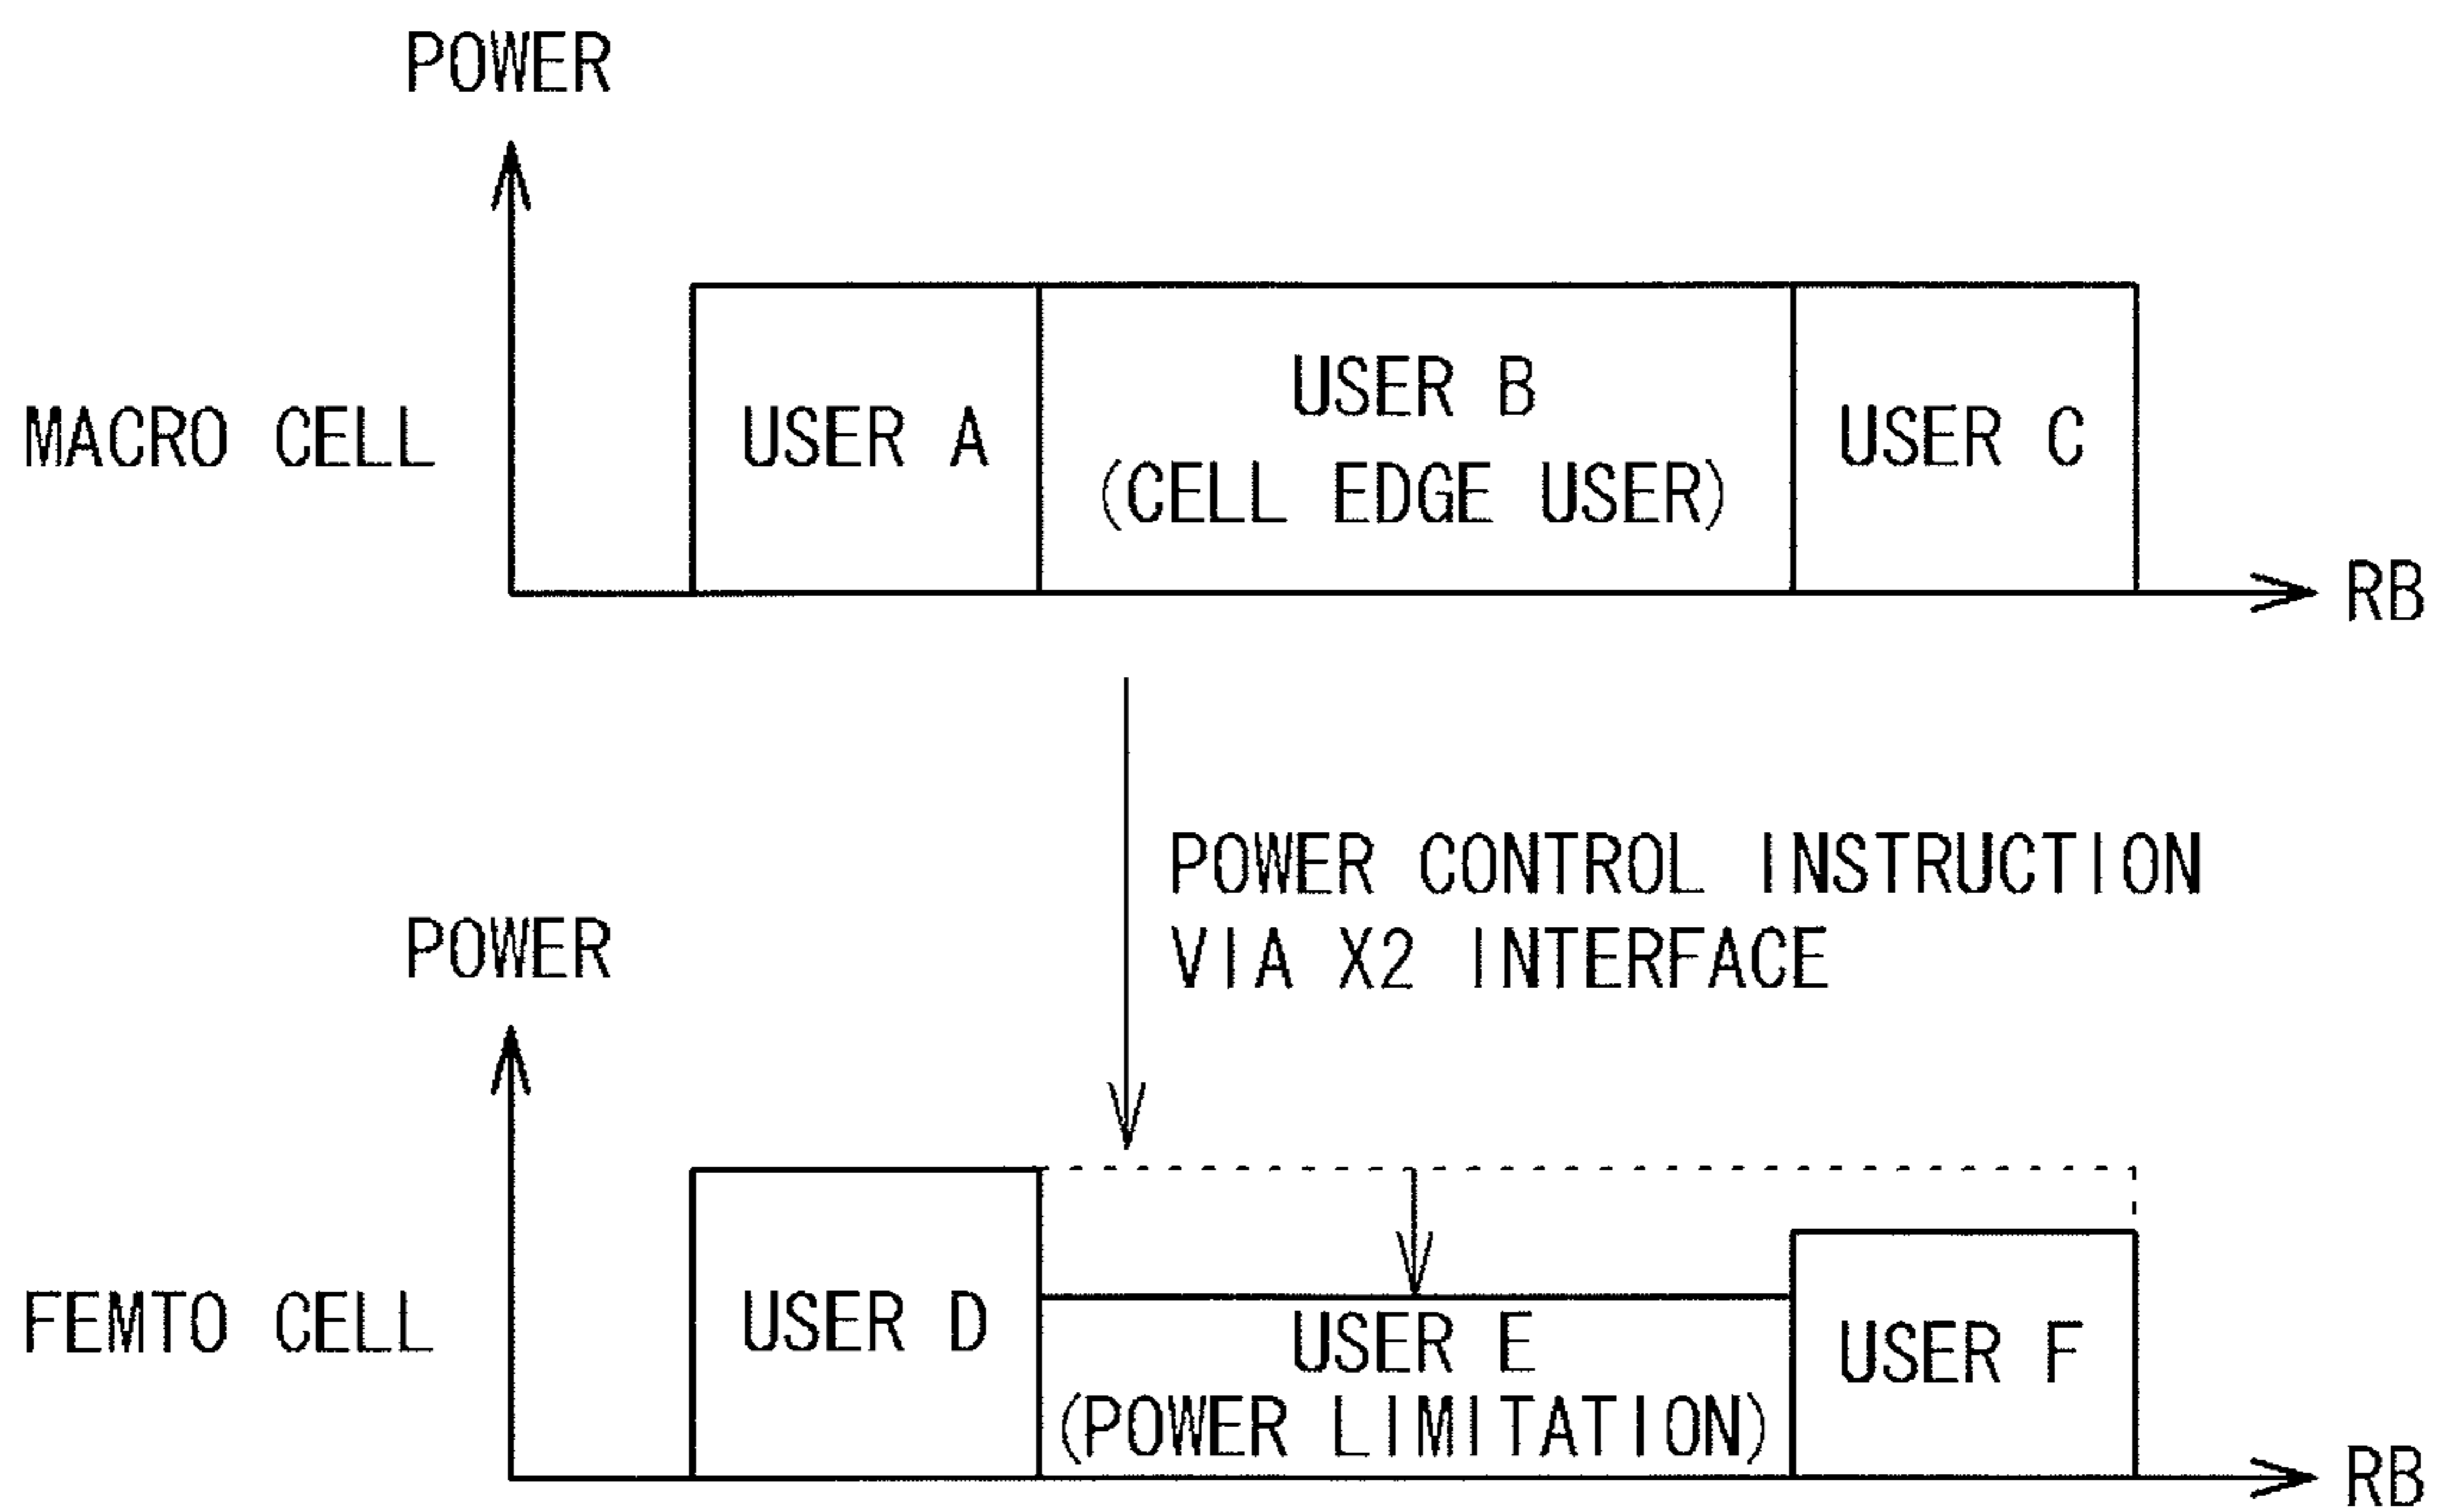 POWER
MACRO CELL
USER A
USER B
(CELL EDGE USER)
USER C
RB
POWER CONTROL INSTRUCTION
VIA X2 INTERFACE
POWER
FEMTO CELL
USER D
USER E
(POWER LIMITATION)
USER F
RB